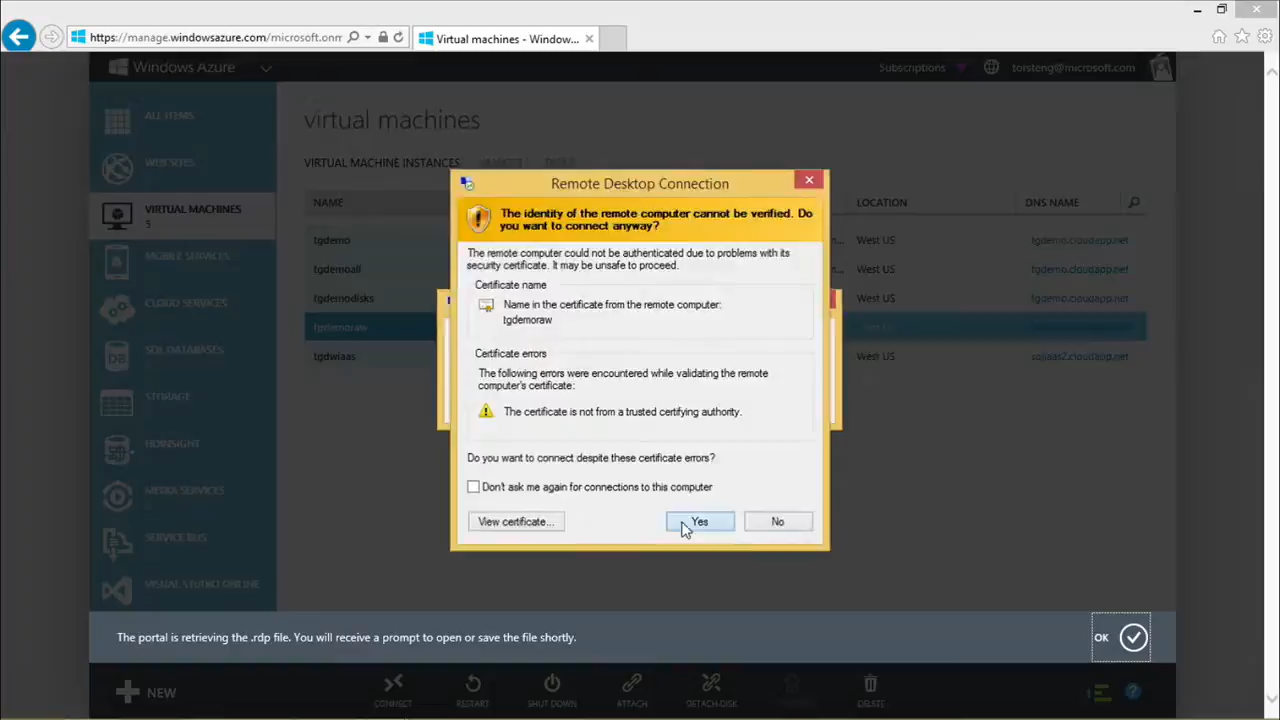 https://manage.windowsazure.com/microsoft.onm
Virtual machines - Window...
Windows Azure
Subscriptions
torsteng@microsoft.com
ALL ITEMS
WEB SITES
VIRTUAL MACHINES
5
MOBILE SERVICES
CLOUD SERVICES
SQL DATABASES
STORAGE
HDINSIGHT
MEDIA SERVICES
SERVICE BUS
VISUAL STUDIO ONLINE
virtual machines
VIRTUAL MACHINE INSTANCES
IMAGES
DISKS
NAME
LOCATION
DNS NAME
tgdemo
West US
tgdemo.cloudapp.net
tgdemoall
West US
tgdemo.cloudapp.net
tgdemodisks
West US
tgdemo.cloudapp.net
tgdemoraw
tgdwiaas
West US
sqliaas2.cloudapp.net
Remote Desktop Connection
The identity of the remote computer cannot be verified. Do
you want to connect anyway?
The remote computer could not be authenticated due to problems with its
security certificate. It may be unsafe to proceed.
Certificate name
Name in the certificate from the remote computer:
tgdemoraw
Certificate errors
The following errors were encountered while validating the remote
computer's certificate:
The certificate is not from a trusted certifying authority.
Do you want to connect despite these certificate errors?
Don't ask me again for connections to this computer
View certificate...
Yes
No
The portal is retrieving the .rdp file. You will receive a prompt to open or save the file shortly.
OK
NEW
CONNECT
RESTART
SHUT DOWN
ATTACH
DETACH DISK
DELETE
1
?